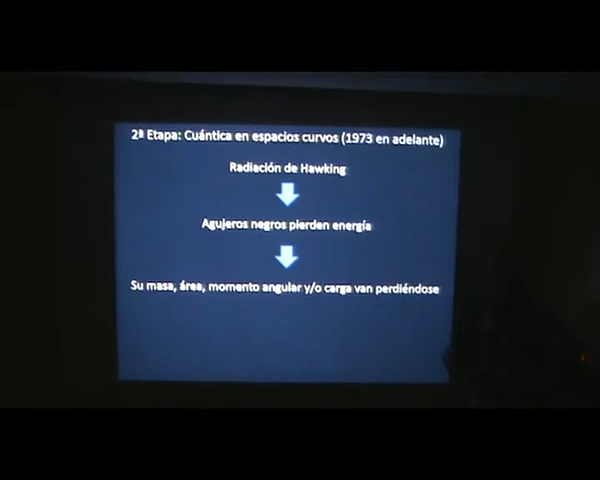 2ª Etapa: Cuántica en espacios curvos (1973 en adelante)
Radiación de Hawking
Agujeros negros pierden energía
Su masa, área, momento angular y/o carga van perdiéndose